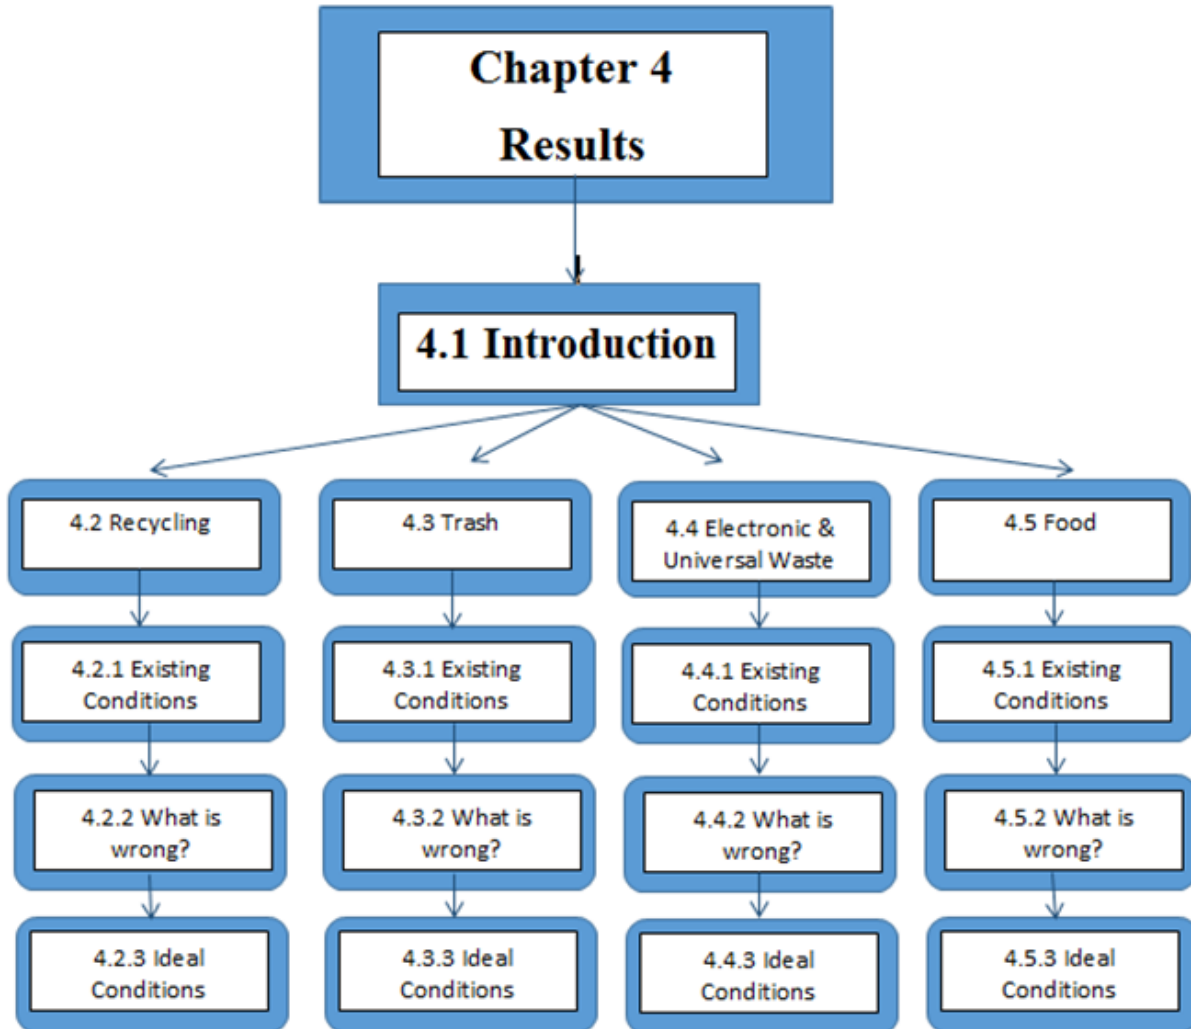 Chapter 4
Results
4.1 Introduction
4.2 Recycling
4.3 Trash
4.4 Electronic &
Universal Waste
4.5 Food
4.2.1 Existing
Conditions
4.3.1 Existing
Conditions
4.4.1 Existing
Conditions
4.5.1 Existing
Conditions
4.2.2 What is
wrong?
4.3.2 What is
wrong?
4.4.2 What is
wrong?
4.5.2 What is
wrong?
4.2.3 Ideal
Conditions
4.3.3 Ideal
Conditions
4.4.3 Ideal
Conditions
4.5.3 Ideal
Conditions